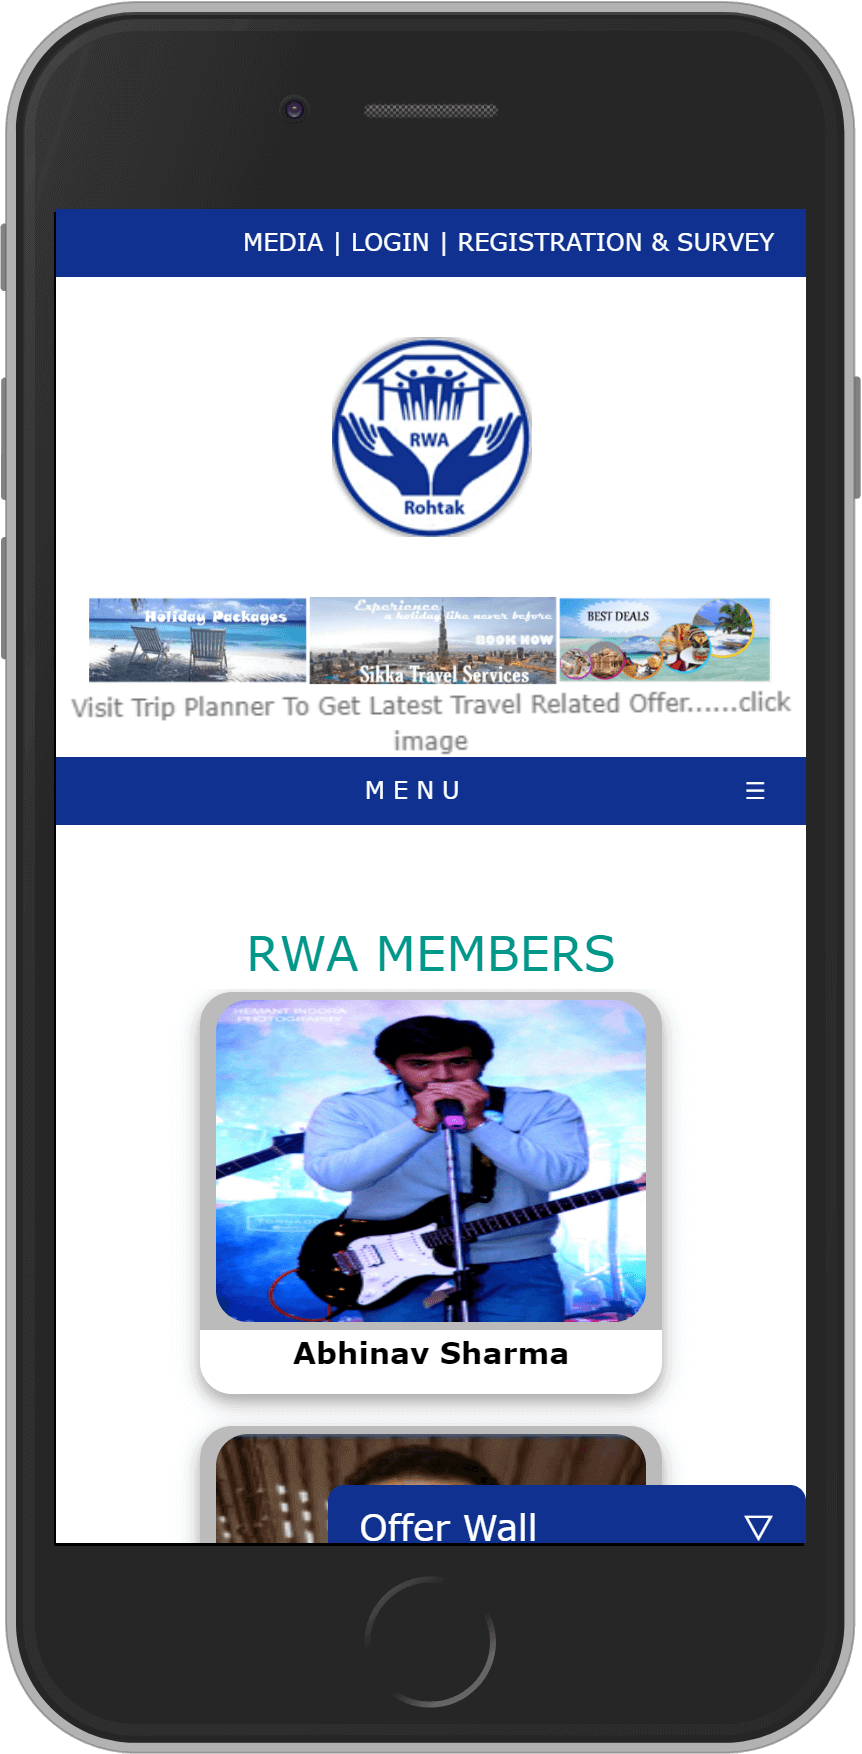 MEDIA | LOGIN | REGISTRATION & SURVEY
RWA
Rohtak
Holiday Packages
Experience
a holiday like never before
BOOK NOW
Sikka Travel Services
BEST DEALS
Visit Trip Planner To Get Latest Travel Related Offer......click
image
MENU ☰
RWA MEMBERS
HEMANT INDORA
PHOTOGRAPHY
Abhinav Sharma
Offer Wall ▽